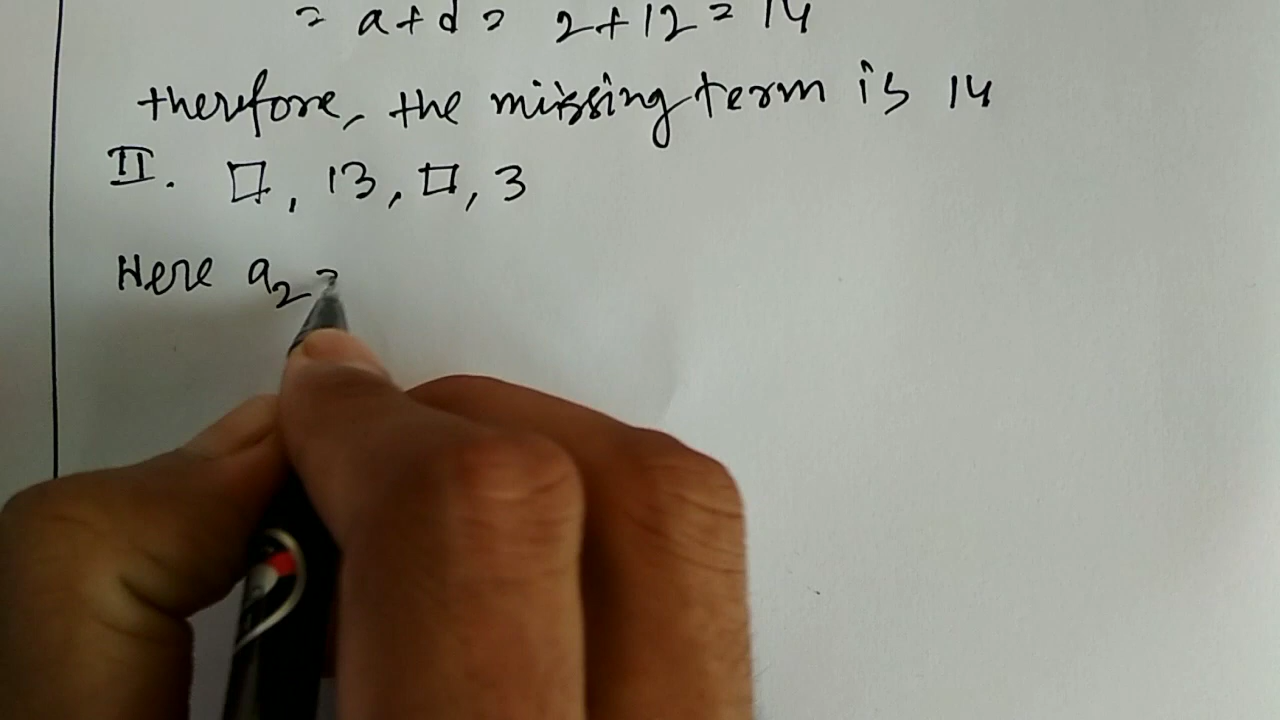 = a + d = 2 + 12 = 14
therefore, the missing term is 14
II. □, 13, □, 3
Here a₂ =